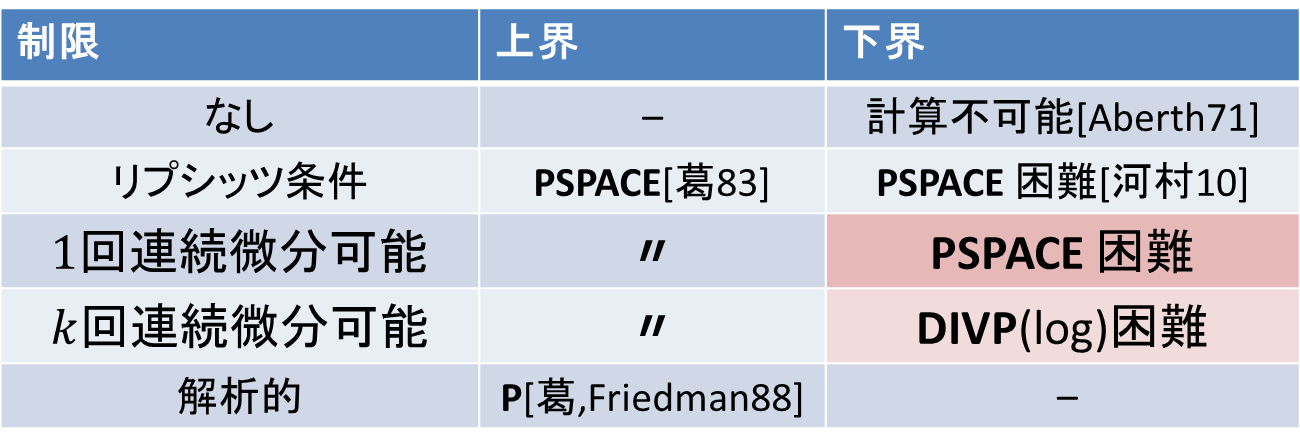 制限 上界 下界
なし – 計算不可能[Aberth71]
リプシッツ条件 PSPACE[葛83] PSPACE 困難[河村10]
1回連続微分可能 〃 PSPACE 困難
k回連続微分可能 〃 DIVP(log)困難
解析的 P[葛,Friedman88] –